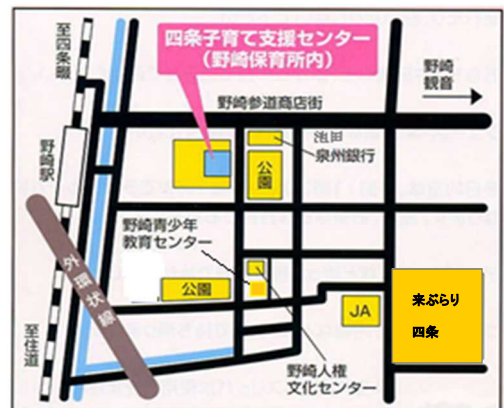 至四条畷
四条子育て支援センター
（野崎保育所内）
野崎
観音
野崎参道商店街
池田
泉州銀行
公園
野崎駅
野崎青少年
教育センター
外環状線
公園
JA
来ぶらり
四条
至住道
野崎人権
文化センター